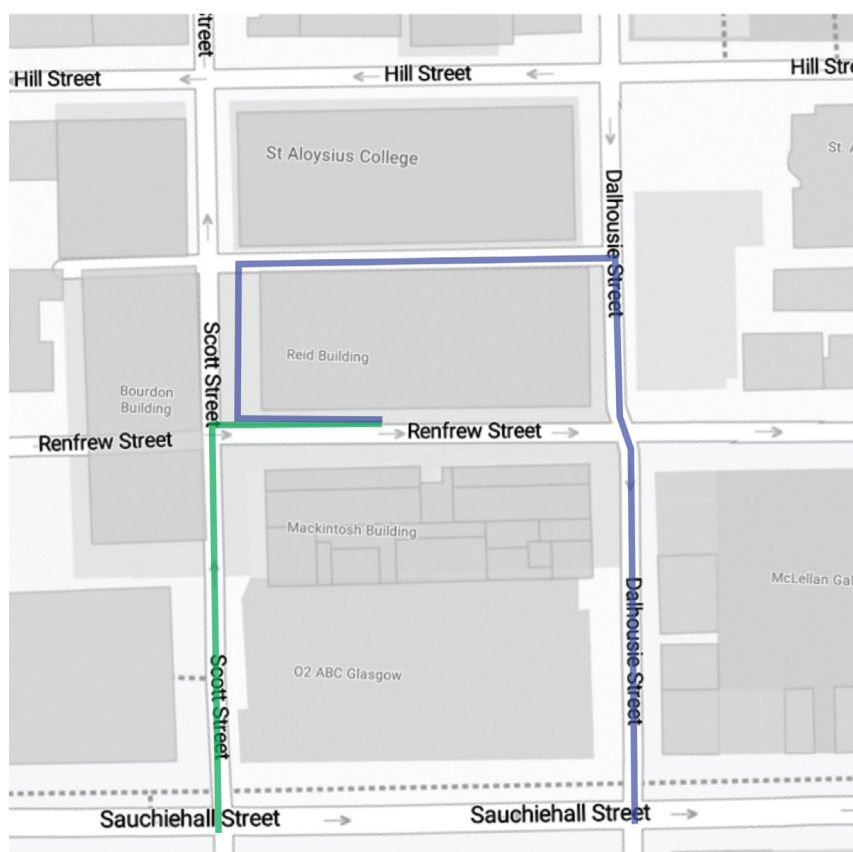 treet
Hill Street
Hill Street
Hill Stre
St Aloysius College
St. A
Dalhousie Street
Scott Street
Reid Building
Bourdon
Building
Renfrew Street
Renfrew Street
Mackintosh Building
McLellan Gal
Dalhousie Street
Scott Street
O2 ABC Glasgow
Sauchiehall Street
Sauchiehall Street